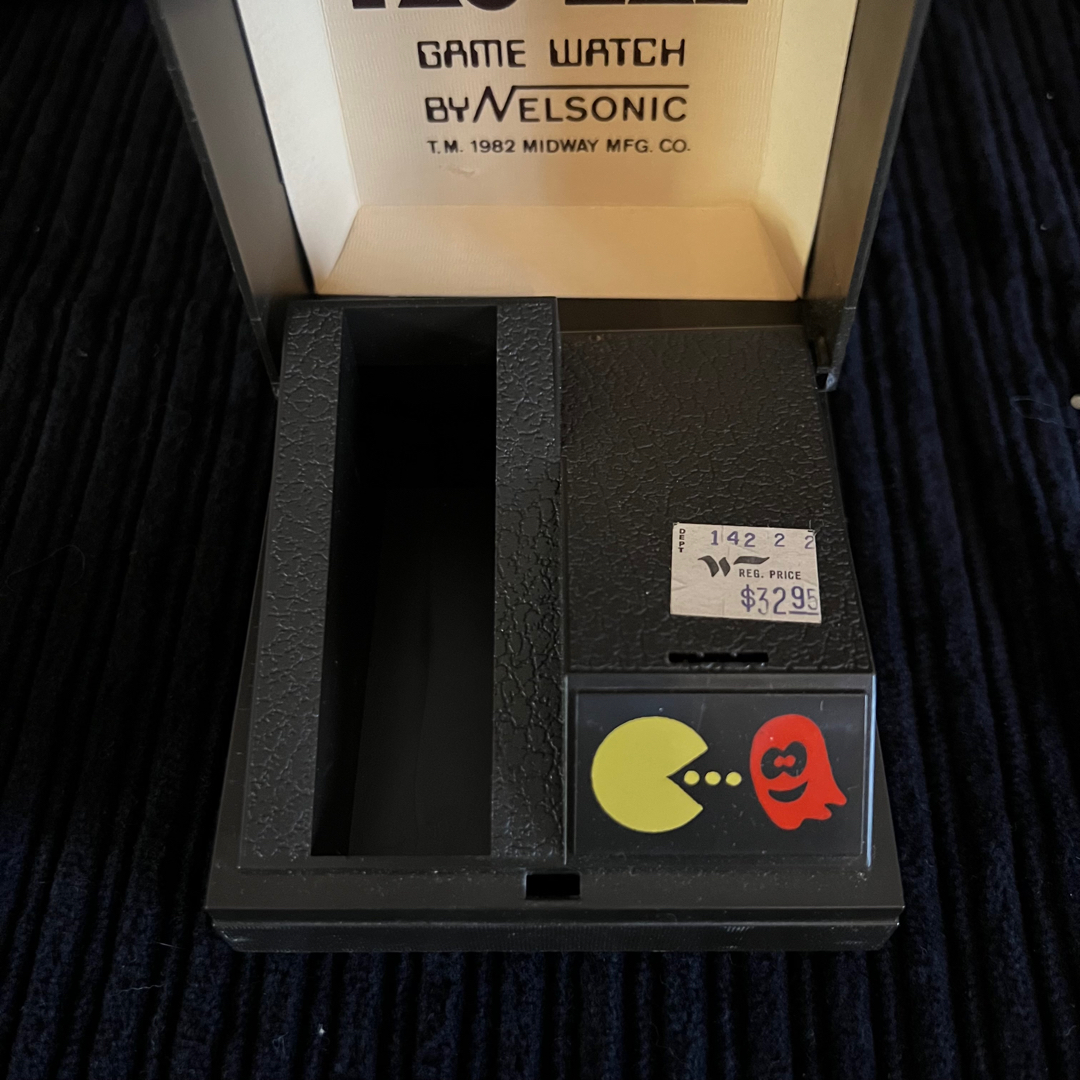 GAME WATCH
BY NELSONIC
T.M. 1982 MIDWAY MFG. CO.
DEPT
142 2 2
W
REG. PRICE
$32.95